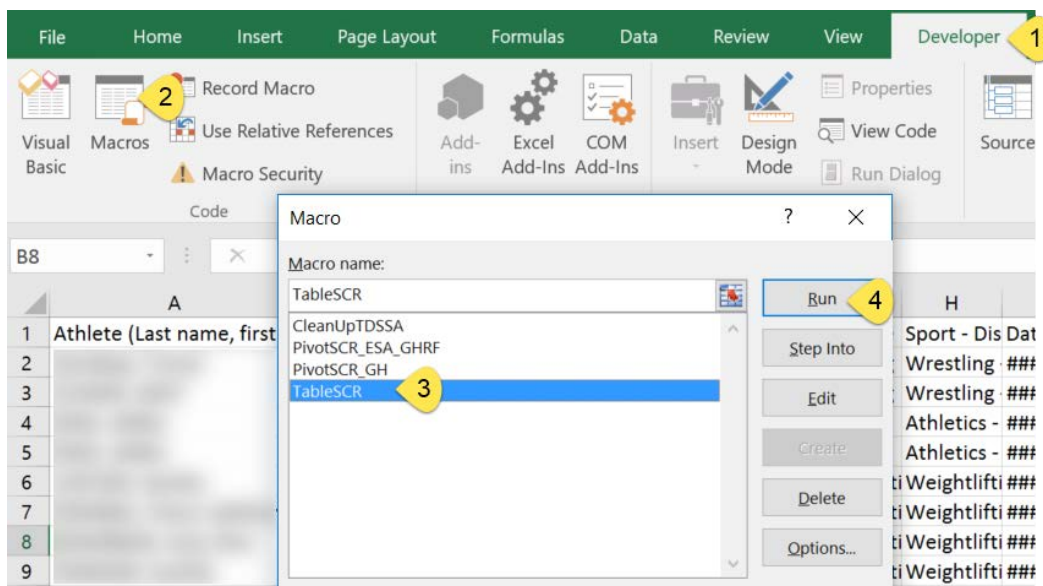 File Home Insert Page Layout Formulas Data Review View Developer 1
2 Record Macro
Use Relative References
Macro Security
Visual Basic
Macros
Add-ins
Excel Add-Ins
COM Add-Ins
Insert
Design Mode
Properties
View Code
Run Dialog
Source
Code
Macro ? ×
B8
Macro name:
TableSCR
Run 4
CleanUpTDSSA
PivotSCR_ESA_GHRF
PivotSCR_GH
TableSCR 3
Step Into
Edit
Create
Delete
Options...
A H
1 Athlete (Last name, first Sport - Dis Dat
2 Wrestling ###
3 Wrestling ###
4 Athletics - ###
5 Athletics - ###
6 ti Weightlifti ###
7 ti Weightlifti ###
8 ti Weightlifti ###
9 ti Weightlifti ###